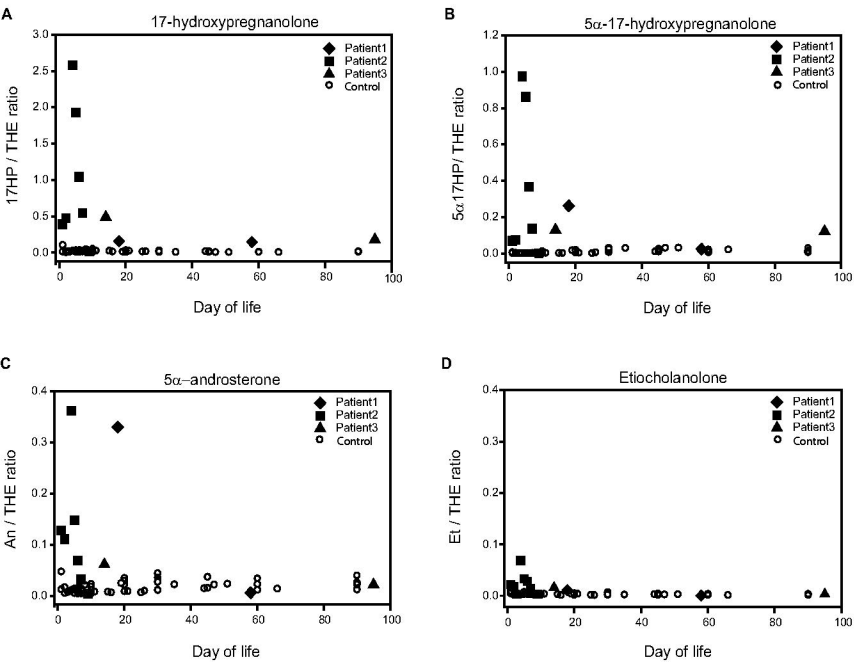 A
17-hydroxypregnanolone
3.0
2.5
2.0
1.5
1.0
0.5
0.0
17HP / THE ratio
Patient1
Patient2
Patient3
Control
0 20 40 60 80 100
Day of life
B
5α-17-hydroxypregnanolone
1.2
1.0
0.8
0.6
0.4
0.2
0.0
5α17HP/ THE ratio
Patient1
Patient2
Patient3
Control
0 20 40 60 80 100
Day of life
C
5α–androsterone
0.4
0.3
0.2
0.1
0.0
An / THE ratio
Patient1
Patient2
Patient3
Control
0 20 40 60 80 100
Day of life
D
Etiocholanolone
0.4
0.3
0.2
0.1
0.0
Et / THE ratio
Patient1
Patient2
Patient3
Control
0 20 40 60 80 100
Day of life